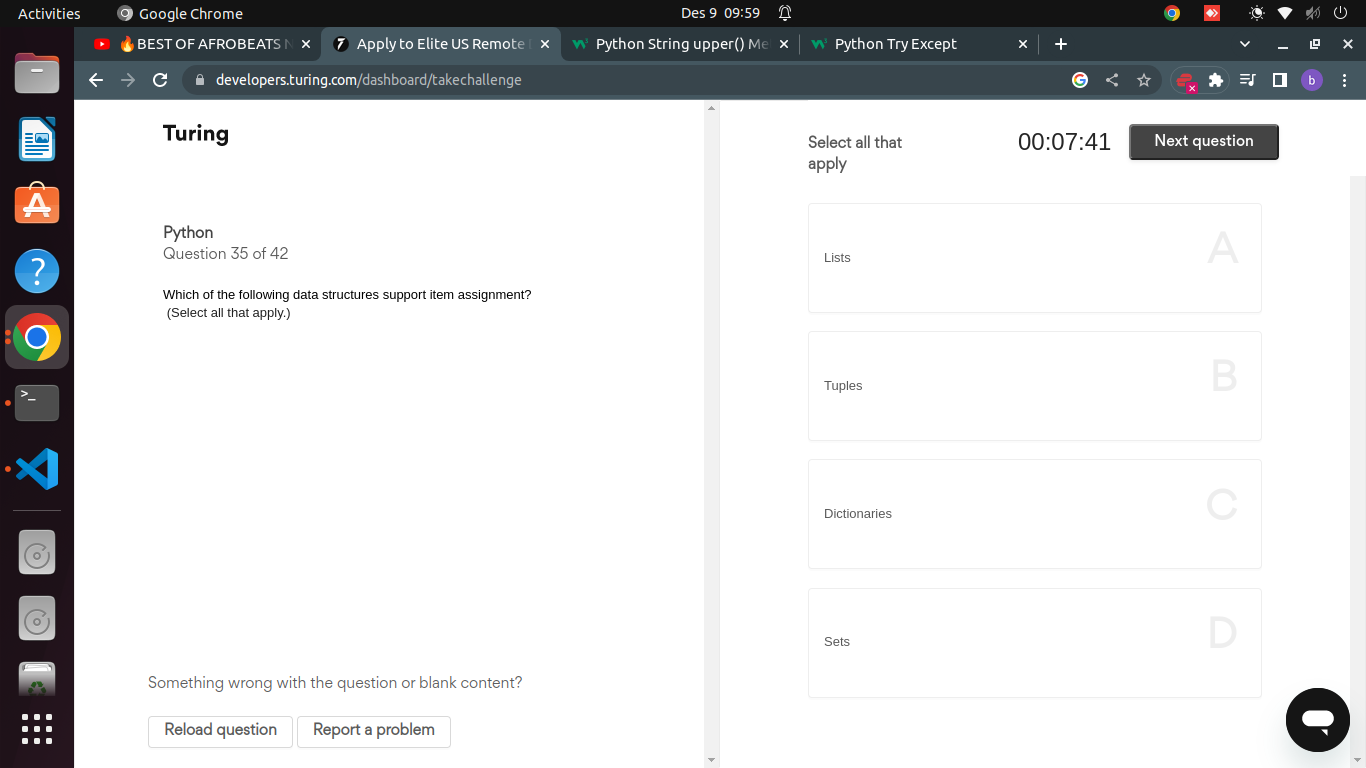 Activities
Google Chrome
Des 9 09:59
🔥BEST OF AFROBEATS N
Apply to Elite US Remote
Python String upper() Me
Python Try Except
developers.turing.com/dashboard/takechallenge
b
Turing
Python
Question 35 of 42
Which of the following data structures support item assignment?
(Select all that apply.)
Something wrong with the question or blank content?
Reload question
Report a problem
Select all that
apply
00:07:41
Next question
Lists
A
Tuples
B
Dictionaries
C
Sets
D